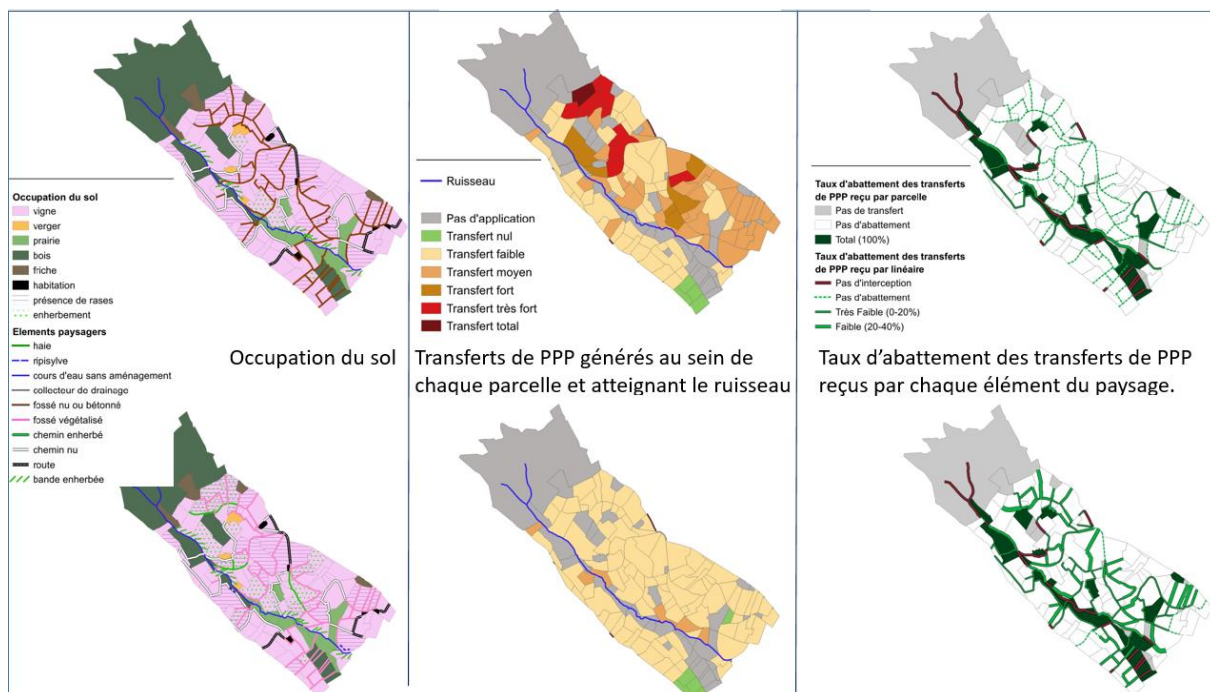 Occupation du sol
vigne
verger
prairie
bois
friche
habitation
présence de rases
enherbement
Elements paysagers
haie
ripisylve
cours d'eau sans aménagement
collecteur de drainage
fossé nu ou bétonné
fossé végétalisé
chemin enherbé
chemin nu
route
bande enherbée
Occupation du sol
Ruisseau
Pas d'application
Transfert nul
Transfert faible
Transfert moyen
Transfert fort
Transfert très fort
Transfert total
Transferts de PPP générés au sein de
chaque parcelle et atteignant le ruisseau
Taux d'abattement des transferts
de PPP reçu par parcelle
Pas de transfert
Pas d'abattement
Total (100%)
Taux d'abattement des transferts
de PPP reçu par linéaire
Pas d'interception
Pas d'abattement
Très Faible (0-20%)
Faible (20-40%)
Taux d’abattement des transferts de PPP
reçus par chaque élément du paysage.